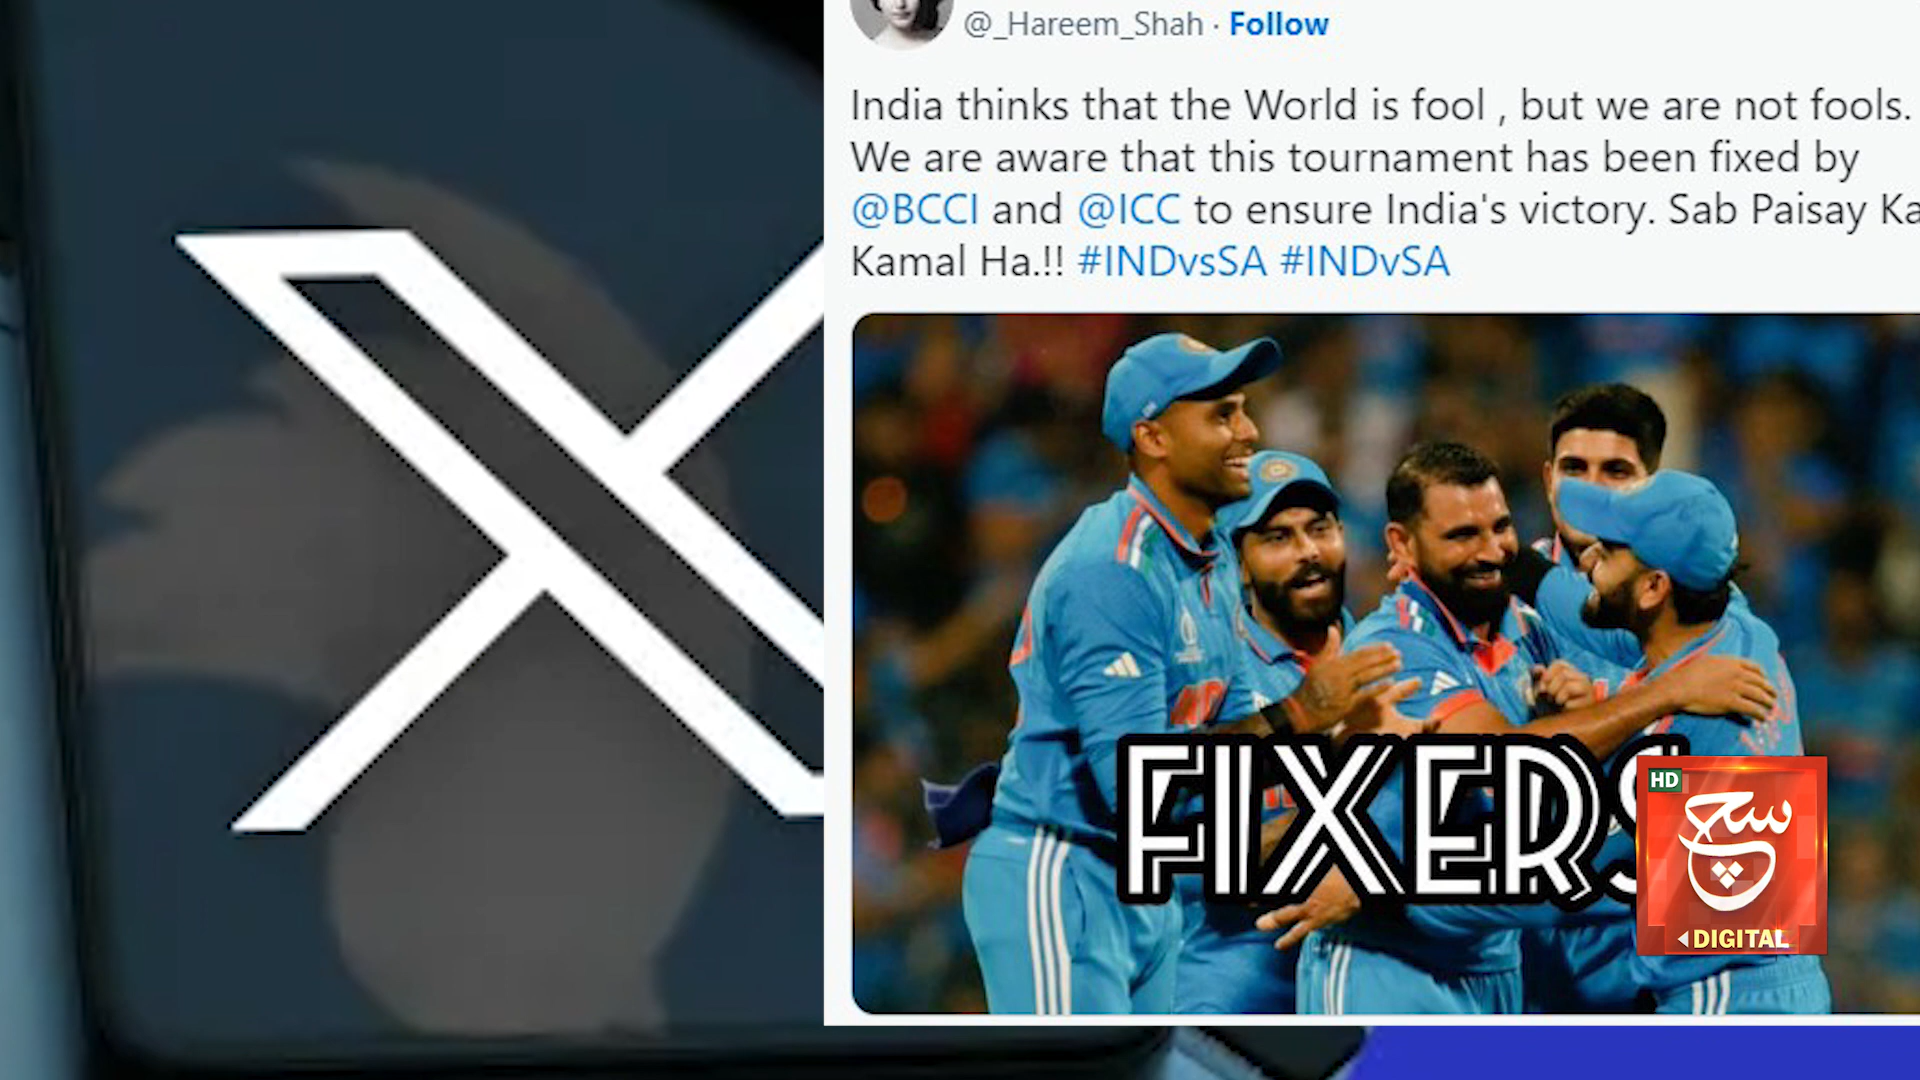 @_Hareem_Shah · Follow
India thinks that the World is fool , but we are not fools.
We are aware that this tournament has been fixed by
@BCCI and @ICC to ensure India's victory. Sab Paisay Ka
Kamal Ha.!! #INDvsSA #INDvSA
FIXERS
HD
سچ
DIGITAL